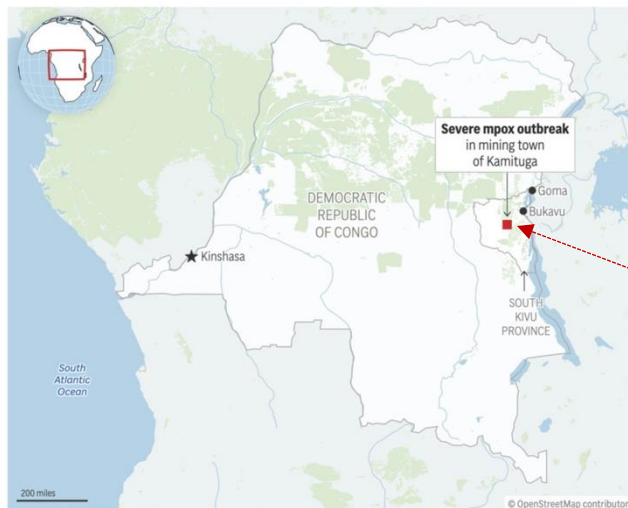 Severe mpox outbreak
in mining town
of Kamituga
Goma
Bukavu
DEMOCRATIC
REPUBLIC
OF CONGO
Kinshasa
SOUTH
KIVU
PROVINCE
South
Atlantic
Ocean
200 miles
© OpenStreetMap contributor